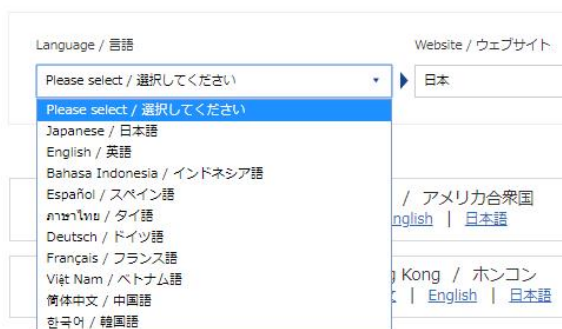 Language / 言語
Website / ウェブサイト
Please select / 選択してください
日本
Please select / 選択してください
Japanese / 日本語
English / 英語
Bahasa Indonesia / インドネシア語
Español / スペイン語
ภาษาไทย / タイ語
Deutsch / ドイツ語
Français / フランス語
Việt Nam / ベトナム語
简体中文 / 中国語
한국어 / 韓国語
/ アメリカ合衆国
nglish | 日本語
g Kong / ホンコン
| English | 日本語